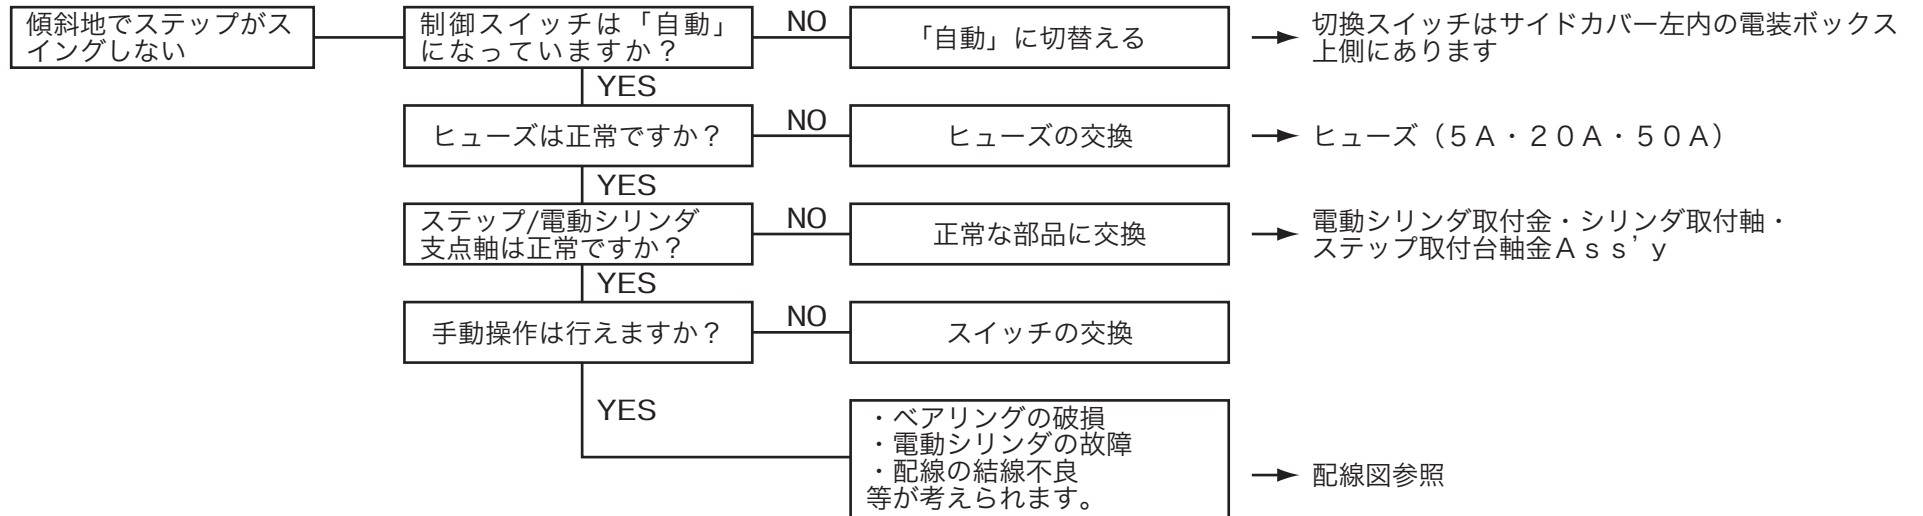 傾斜地でステップがス
イングしない
制御スイッチは「自動」
になっていますか？
NO
「自動」に切替える
切換スイッチはサイドカバー左内の電装ボックス
上側にあります
YES
ヒューズは正常ですか？
NO
ヒューズの交換
ヒューズ（５Ａ・２０Ａ・５０Ａ）
YES
ステップ/電動シリンダ
支点軸は正常ですか？
NO
正常な部品に交換
電動シリンダ取付金・シリンダ取付軸・
ステップ取付台軸金Ａｓｓ’ｙ
YES
手動操作は行えますか？
NO
スイッチの交換
YES
・ベアリングの破損
・電動シリンダの故障
・配線の結線不良
等が考えられます。
配線図参照